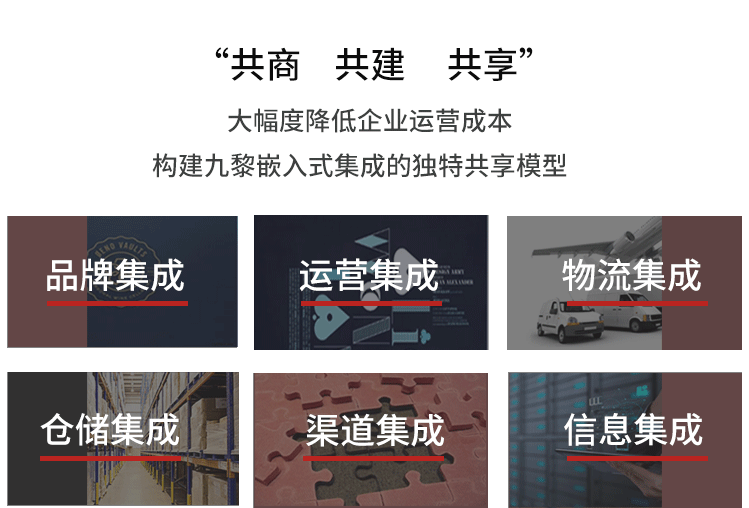 “共商 共建 共享”
大幅度降低企业运营成本
构建九黎嵌入式集成的独特共享模型
品牌集成
运营集成
物流集成
仓储集成
渠道集成
信息集成